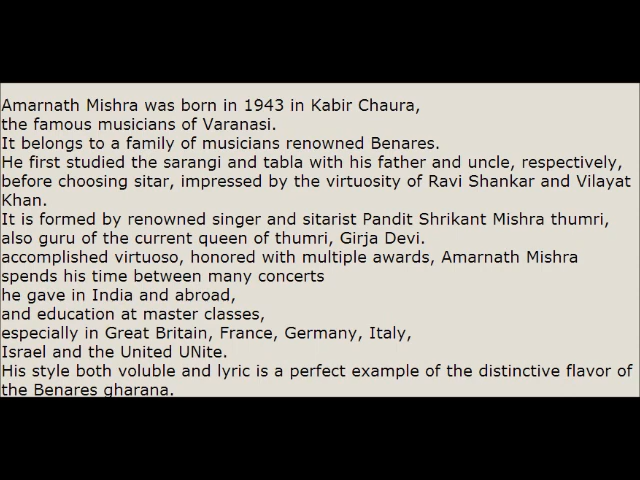 Amarnath Mishra was born in 1943 in Kabir Chaura,
the famous musicians of Varanasi.
It belongs to a family of musicians renowned Benares.
He first studied the sarangi and tabla with his father and uncle, respectively,
before choosing sitar, impressed by the virtuosity of Ravi Shankar and Vilayat
Khan.
It is formed by renowned singer and sitarist Pandit Shrikant Mishra thumri,
also guru of the current queen of thumri, Girja Devi.
accomplished virtuoso, honored with multiple awards, Amarnath Mishra
spends his time between many concerts
he gave in India and abroad,
and education at master classes,
especially in Great Britain, France, Germany, Italy,
Israel and the United UNite.
His style both voluble and lyric is a perfect example of the distinctive flavor of
the Benares gharana.